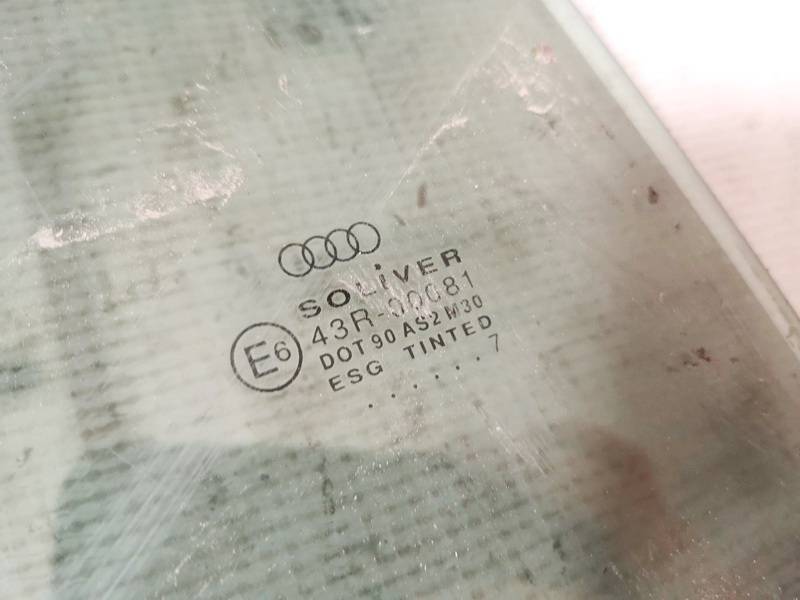 SOLiVER
43R-00081
E6
DOT 90 AS2 M30
ESG TINTED
. . . . . . 7